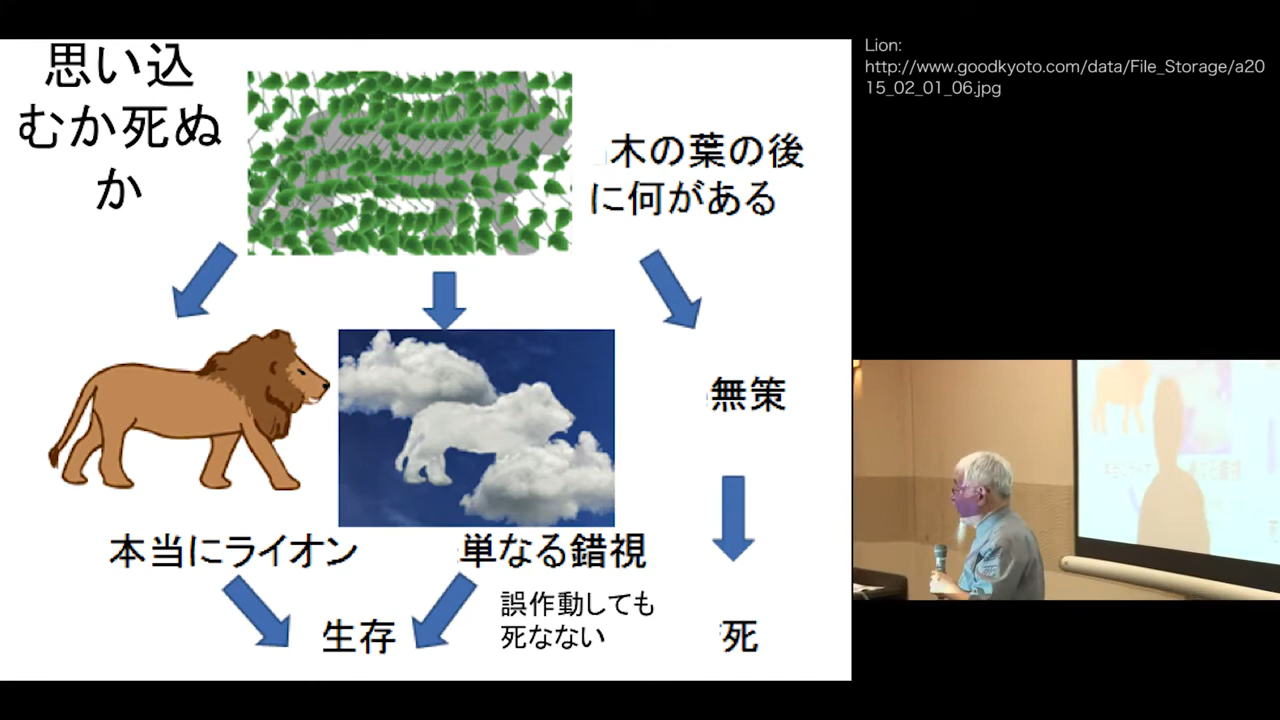 思い込
むか死ぬ
か
木の葉の後
に何がある
無策
本当にライオン
単なる錯視
誤作動しても
死なない
生存
死
Lion:
http://www.goodkyoto.com/data/File_Storage/a20
15_02_01_06.jpg